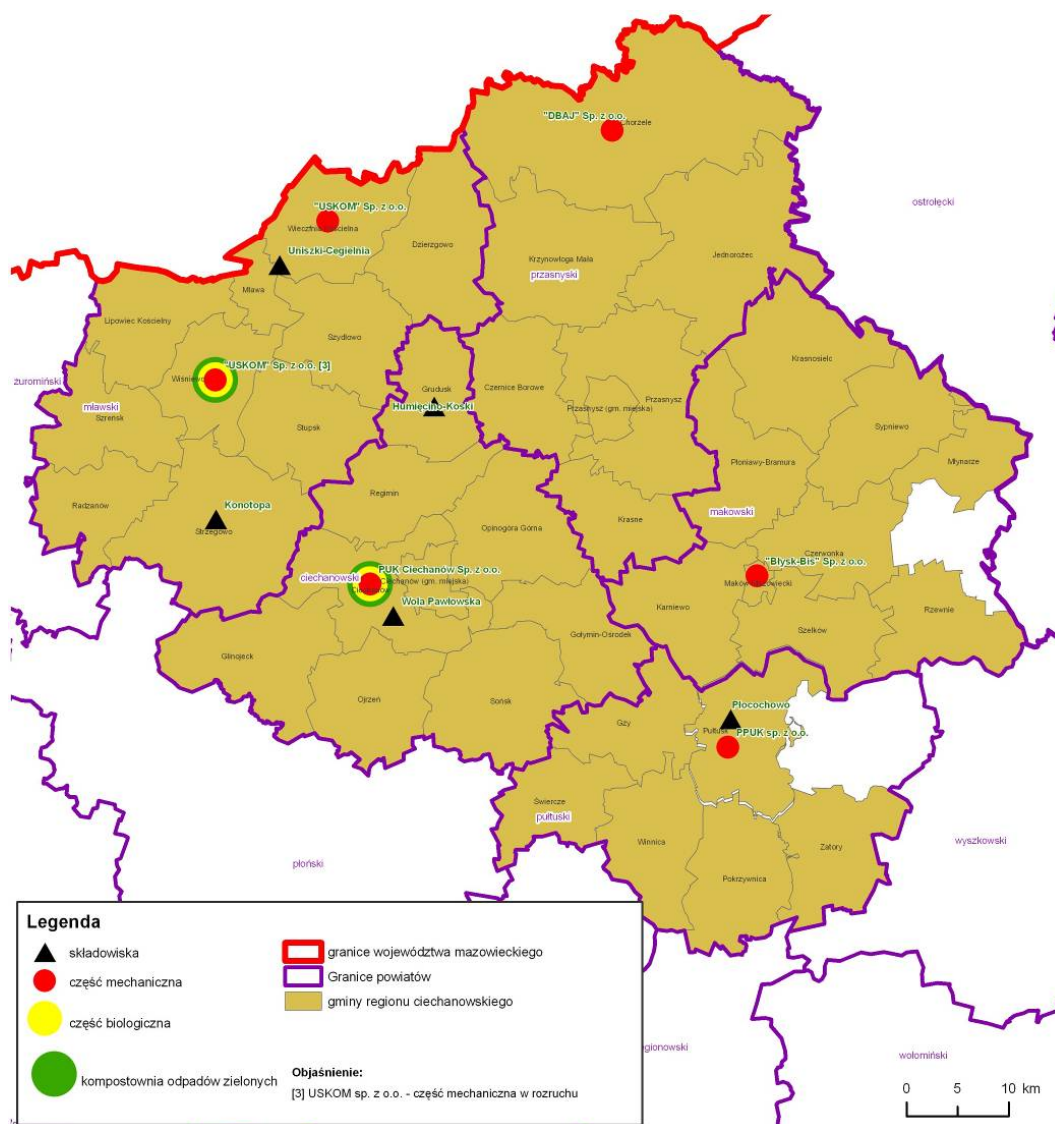 "DBAJ" Sp. z o.o.
Chorzele
ostrołęcki
"USKOM" Sp. z o.o.
Wieczfnia Kościelna
Dzierzgowo
Uniszki-Cegielnia
Krzynowłoga Mała
przasnyski
Jednorożec
Mława
Lipowiec Kościelny
Szydłowo
Krasnosielc
"USKOM" Sp. z o.o. [3]
Wiśniewo
żuromiński
mławski
Grudusk
Czernice Borowe
Humięcino-Koski
Przasnysz (gm. miejska)
Przasnysz
Szreńsk
Stupsk
Sypniewo
Płoniawy-Bramura
Młynarze
Regimin
Radzanów
Konotopa
Strzegowo
Opinogóra Górna
Krasne
makowski
Czerwonka
"Błysk-Bis" Sp. z o.o.
Maków Mazowiecki
PUK Ciechanów Sp. z o.o.
ciechanowski
Ciechanów (gm. miejska)
Ciechanów
Wola Pawłowska
Karniewo
Rzewnie
Szelków
Gołymin-Ośrodek
Glinojeck
Ojrzeń
Sońsk
Płocochowo
Gzy
Pułtusk
PPUK sp. z o.o.
Świercze
pułtuski
Winnica
Zatory
wyszkowski
płoński
Pokrzywnica
Legenda
składowiska
część mechaniczna
część biologiczna
kompostownia odpadów zielonych
granice województwa mazowieckiego
Granice powiatów
gminy regionu ciechanowskiego
Objaśnienie:
[3] USKOM sp. z o.o. - część mechaniczna w rozruchu
egionowski
wołomiński
0 5 10 km